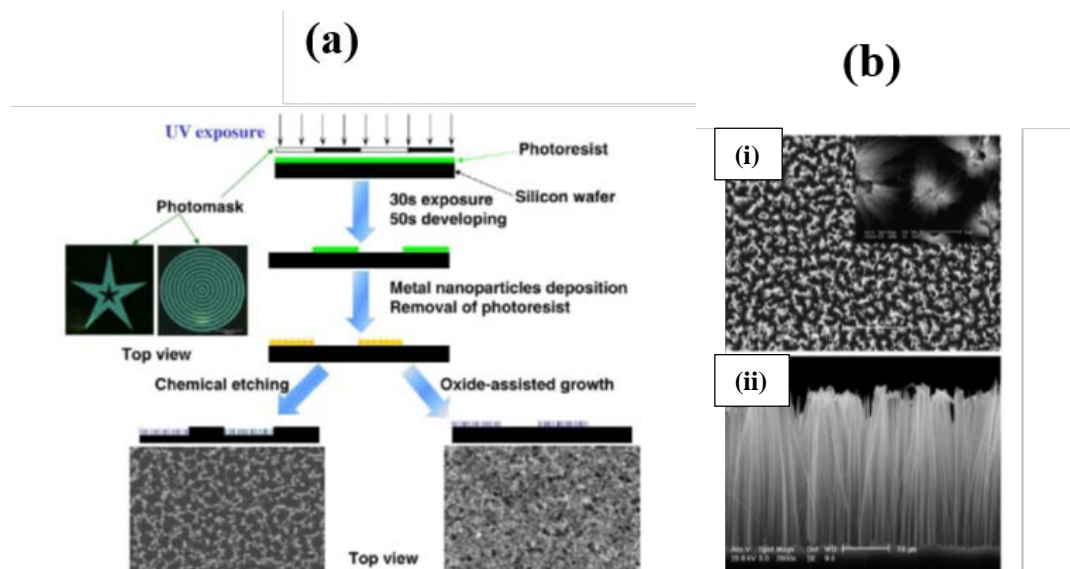 (a)
(b)
UV exposure
Photoresist
Silicon wafer
Photomask
30s exposure
50s developing
Metal nanoparticles deposition
Removal of photoresist
Top view
Chemical etching
Oxide-assisted growth
Top view
(i)
(ii)